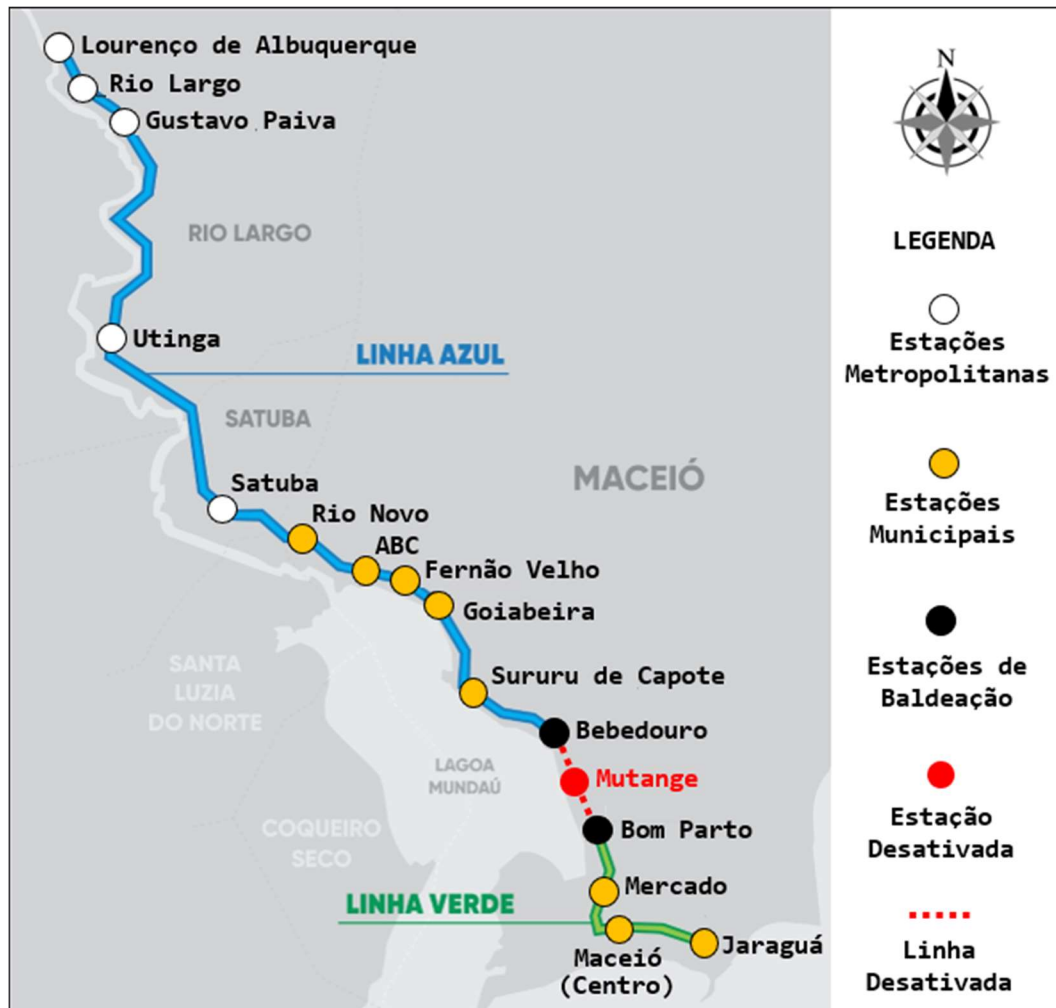 Lourenço de Albuquerque
Rio Largo
Gustavo Paiva
RIO LARGO
Utinga
LINHA AZUL
SATUBA
MACEIÓ
Satuba
Rio Novo
ABC
Fernão Velho
Goiabeira
SANTA
LUZIA
DO NORTE
Sururu de Capote
Bebedouro
LAGOA
MUNDAÚ
Mutange
COQUEIRO
SECO
Bom Parto
Mercado
LINHA VERDE
Maceió
(Centro)
Jaraguá
N
LEGENDA
Estações
Metropolitanas
Estações
Municipais
Estações de
Baldeação
Estação
Desativada
Linha
Desativada